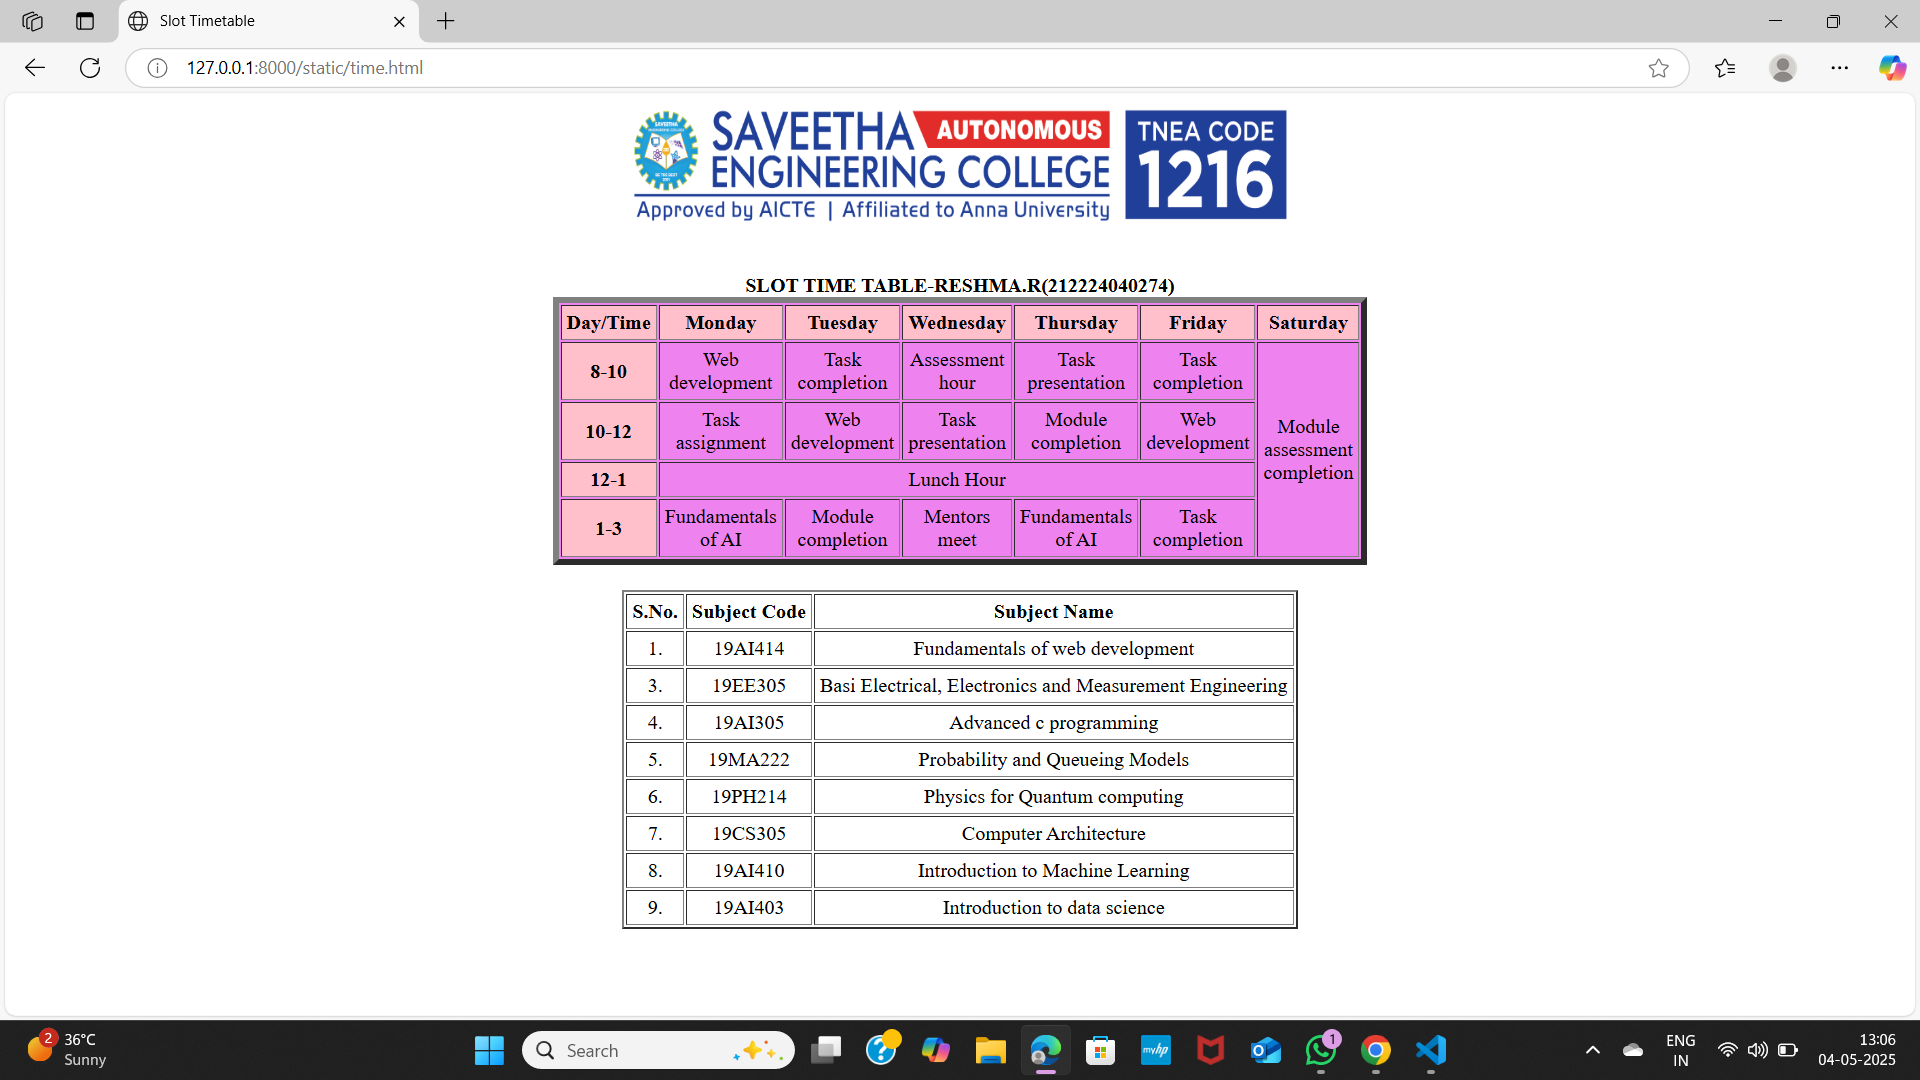 Slot Timetable
127.0.0.1:8000/static/time.html
SAVEETHA AUTONOMOUS
ENGINEERING COLLEGE
Approved by AICTE | Affiliated to Anna University
TNEA CODE
1216
SLOT TIME TABLE-RESHMA.R(212224040274)
Day/Time Monday Tuesday Wednesday Thursday Friday Saturday
8-10 Web development Task completion Assessment hour Task presentation Task completion Module assessment completion
10-12 Task assignment Web development Task presentation Module completion Web development
12-1 Lunch Hour
1-3 Fundamentals of AI Module completion Mentors meet Fundamentals of AI Task completion
S.No. Subject Code Subject Name
1. 19AI414 Fundamentals of web development
3. 19EE305 Basi Electrical, Electronics and Measurement Engineering
4. 19AI305 Advanced c programming
5. 19MA222 Probability and Queueing Models
6. 19PH214 Physics for Quantum computing
7. 19CS305 Computer Architecture
8. 19AI410 Introduction to Machine Learning
9. 19AI403 Introduction to data science
2
36°C
Sunny
Search
myhp
1
ENG
IN
13:06
04-05-2025